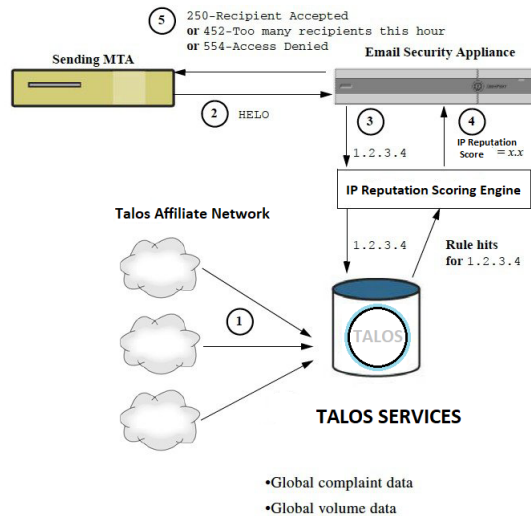 5
250-Recipient Accepted
or 452-Too many recipients this hour
or 554-Access Denied
Sending MTA
Email Security Appliance
2
HELO
3
4
1.2.3.4
IP Reputation
Score = x.x
IP Reputation Scoring Engine
Talos Affiliate Network
1.2.3.4
Rule hits
for 1.2.3.4
1
TALOS
TALOS SERVICES
•Global complaint data
•Global volume data